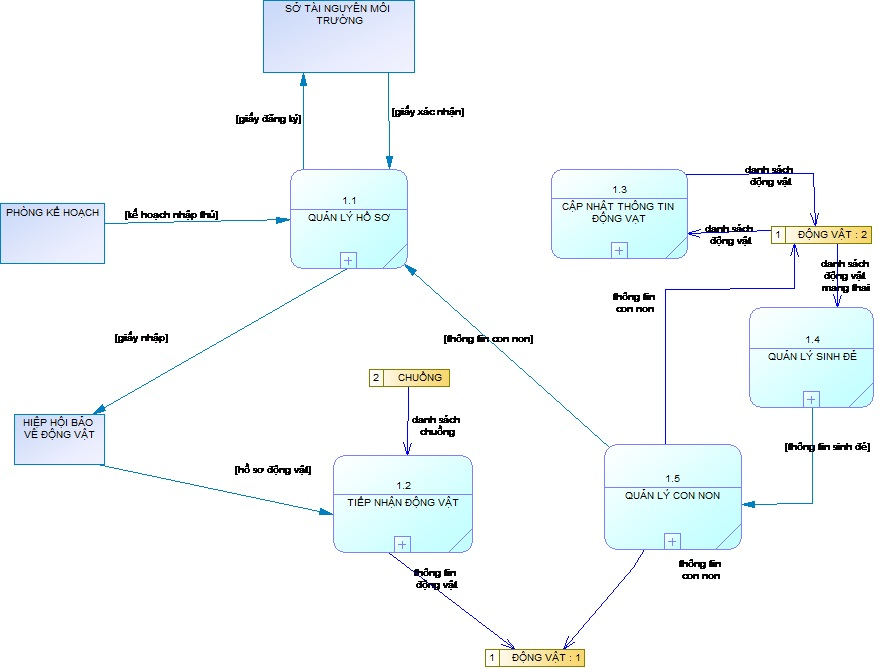 SỞ TÀI NGUYÊN MÔI
TRƯỜNG
[giấy đăng ký]
[giấy xác nhận]
1.1
QUẢN LÝ HỒ SƠ
PHÒNG KẾ HOẠCH
[kế hoạch nhập thú]
1.3
CẬP NHẬT THÔNG TIN
ĐỘNG VẬT
danh sách
động vật
danh sách
động vật
1 ĐỘNG VẬT : 2
danh sách
động vật
mang thai
thông tin
con non
1.4
QUẢN LÝ SINH ĐẺ
[giấy nhập]
[thông tin con non]
2 CHUỒNG
danh sách
chuồng
HIỆP HỘI BẢO
VỆ ĐỘNG VẬT
[hồ sơ động vật]
1.2
TIẾP NHẬN ĐỘNG VẬT
[thông tin sinh đẻ]
1.5
QUẢN LÝ CON NON
thông tin
động vật
thông tin
con non
1 ĐỘNG VẬT : 1